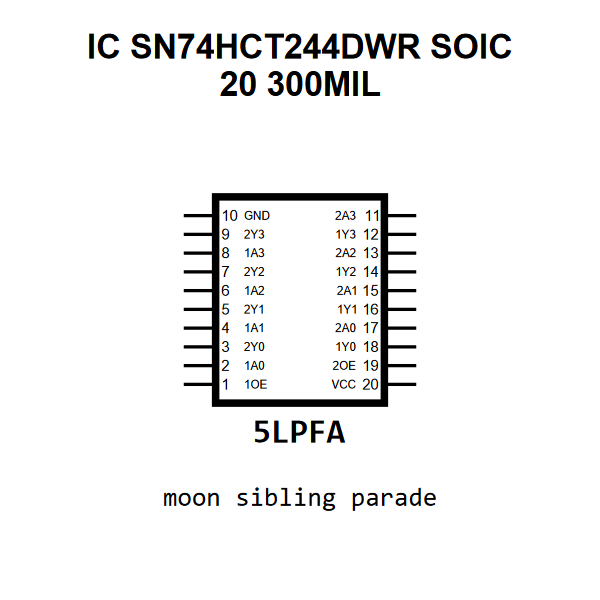 IC SN74HCT244DWR SOIC
20 300MIL
10 GND 2A3 11
9 2Y3 1Y3 12
8 1A3 2A2 13
7 2Y2 1Y2 14
6 1A2 2A1 15
5 2Y1 1Y1 16
4 1A1 2A0 17
3 2Y0 1Y0 18
2 1A0 2OE 19
1 1OE VCC 20
5LPFA
moon sibling parade